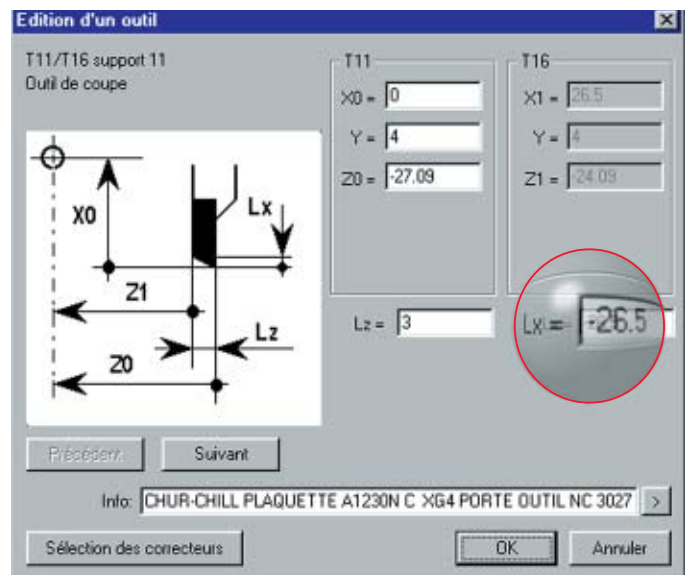 Edition d'un outil
T11/T16 support 11
Outil de coupe
T11
X0 = 0
Y = 4
Z0 = -27.09
T16
X1 = 26.5
Y = 4
Z1 = -24.09
X0
Lx
Z1
Lz
Z0
Lz = 3
Lx = -26.5
Précédent
Suivant
Info: CHUR-CHILL PLAQUETTE A1230N C XG4 PORTE OUTIL NC 3027 >
Sélection des correcteurs
OK
Annuler